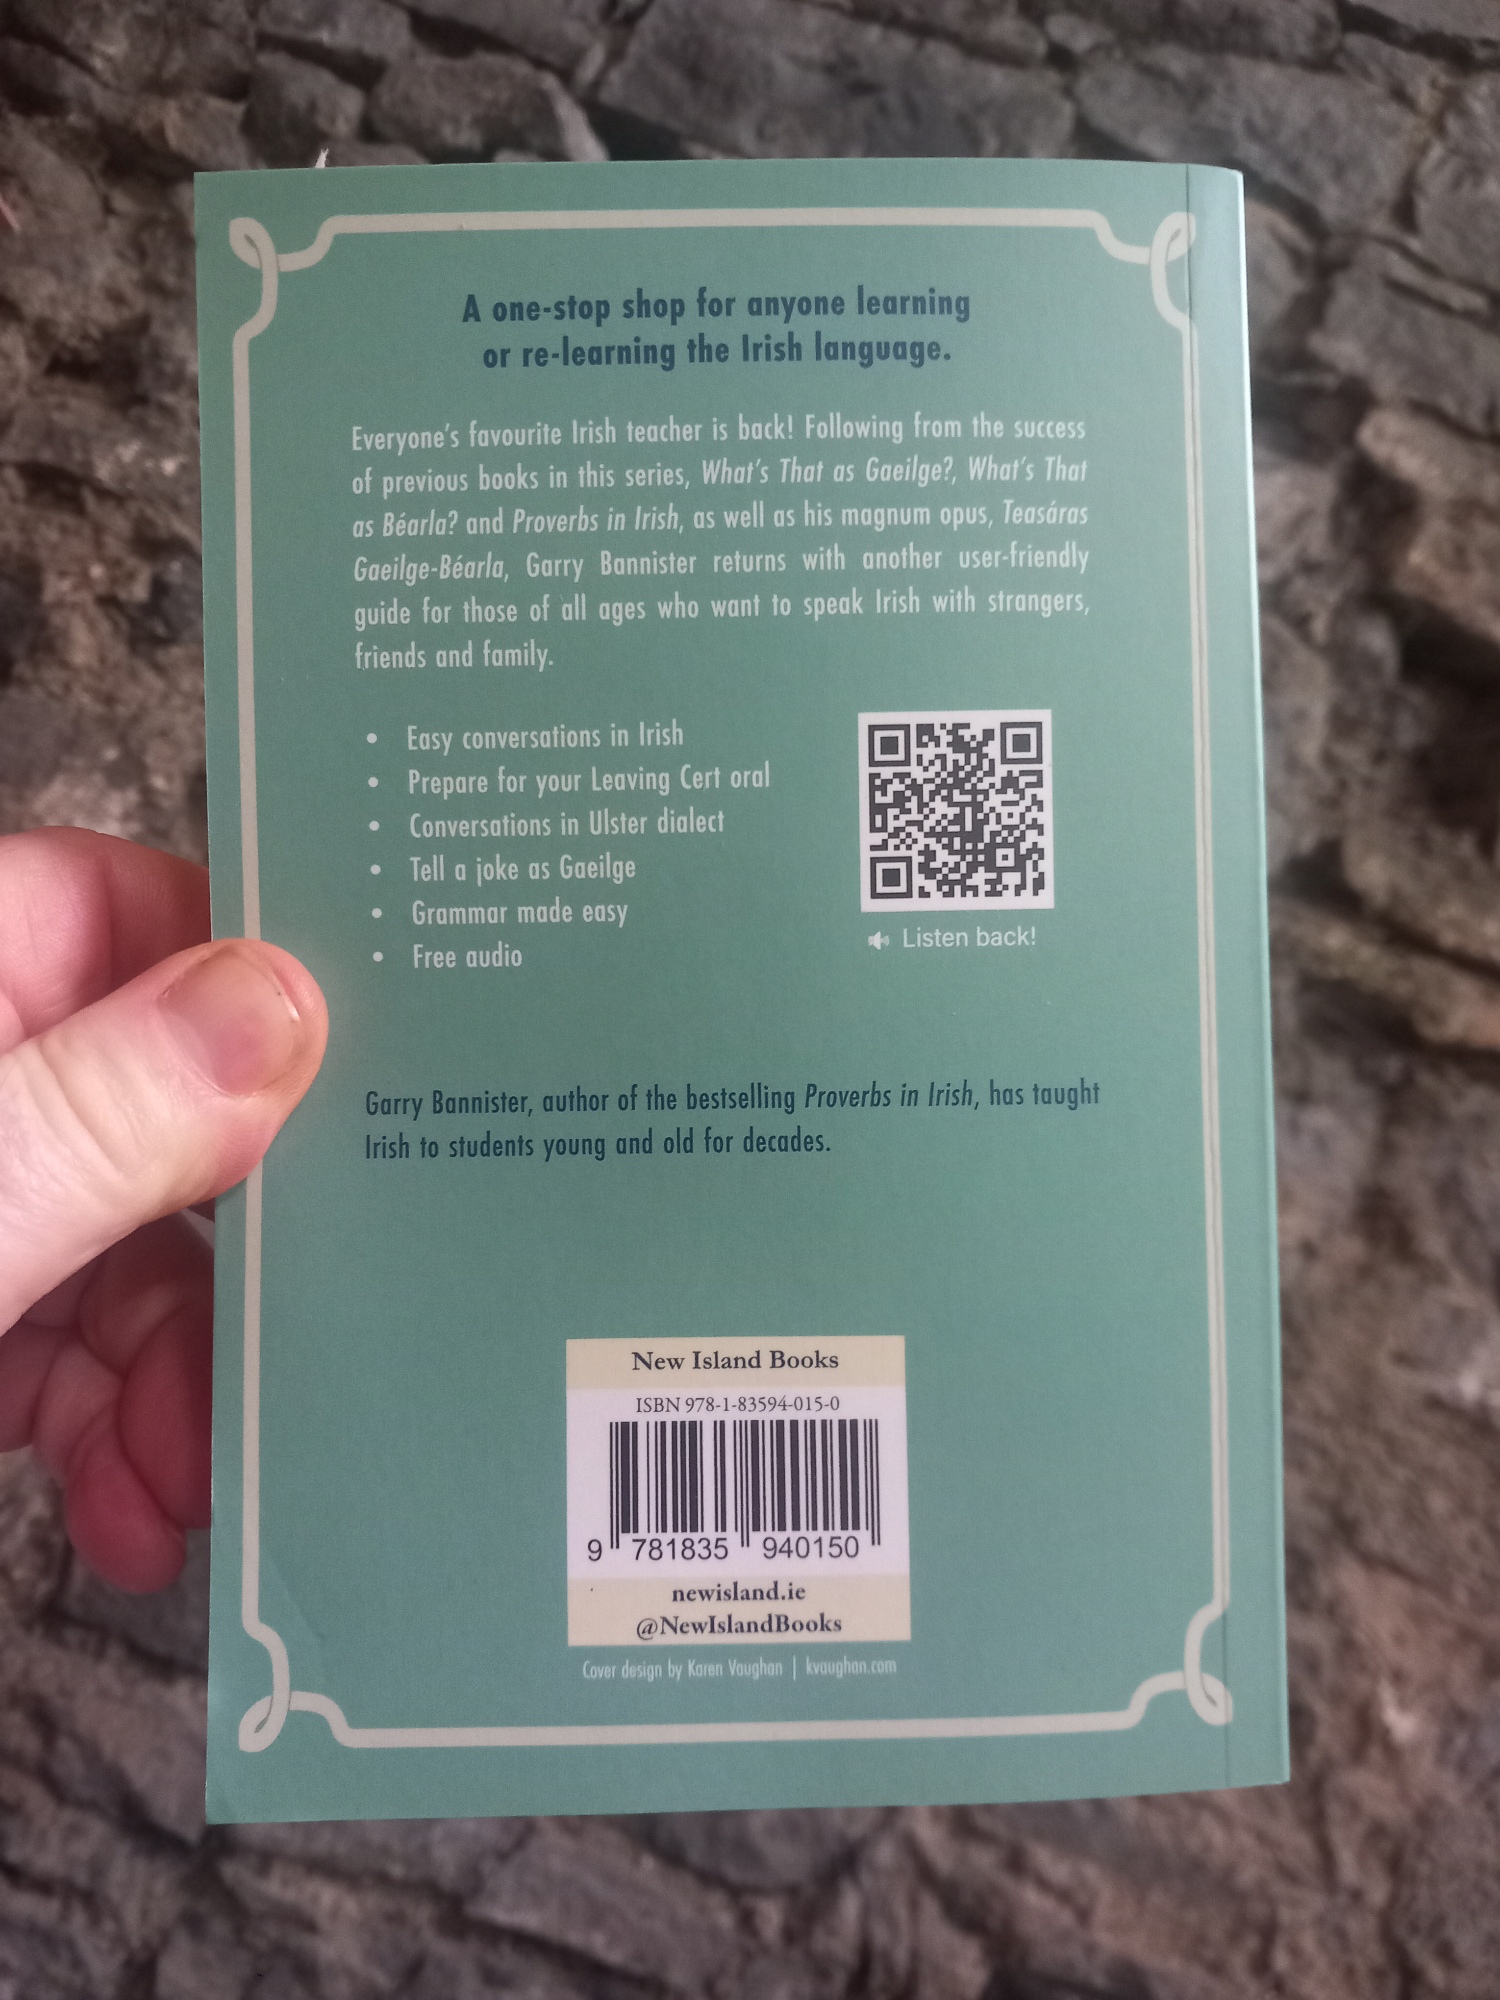 A one-stop shop for anyone learning
or re-learning the Irish language.
Everyone's favourite Irish teacher is back! Following from the success
of previous books in this series, What's That as Gaeilge?, What's That
as Béarla? and Proverbs in Irish, as well as his magnum opus, Teasáras
Gaeilge-Béarla, Garry Bannister returns with another user-friendly
guide for those of all ages who want to speak Irish with strangers,
friends and family.
• Easy conversations in Irish
• Prepare for your Leaving Cert oral
• Conversations in Ulster dialect
• Tell a joke as Gaeilge
• Grammar made easy
• Free audio
Listen back!
Garry Bannister, author of the bestselling Proverbs in Irish, has taught
Irish to students young and old for decades.
New Island Books
ISBN 978-1-83594-015-0
9 781835 940150
newisland.ie
@NewIslandBooks
Cover design by Karen Vaughan | kvaughan.com